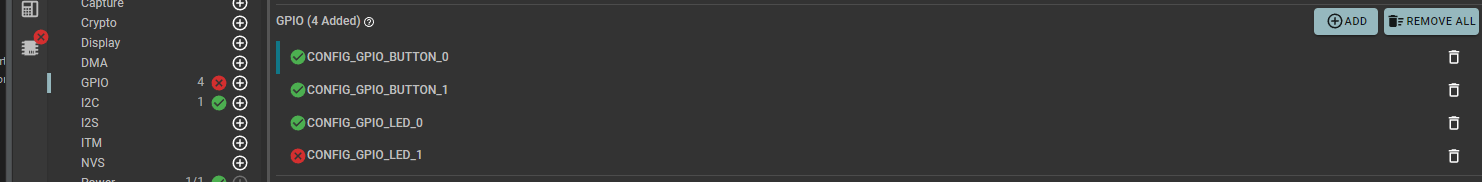 Capture
Crypto
Display
DMA
GPIO 4
I2C 1
I2S
ITM
NVS
Power 1/1
GPIO (4 Added)
ADD
REMOVE ALL
CONFIG_GPIO_BUTTON_0
CONFIG_GPIO_BUTTON_1
CONFIG_GPIO_LED_0
CONFIG_GPIO_LED_1